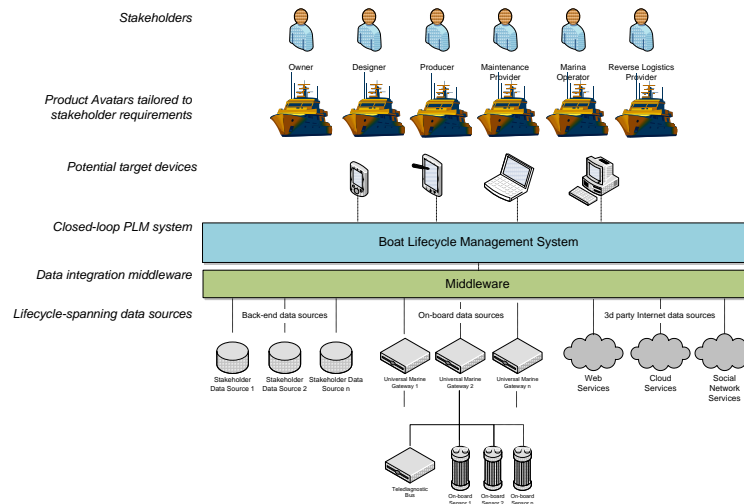 Stakeholders
Owner
Designer
Producer
Maintenance
Provider
Marina
Operator
Reverse Logistics
Provider
Product Avatars tailored to
stakeholder requirements
Potential target devices
Closed-loop PLM system
Boat Lifecycle Management System
Data integration middleware
Middleware
Lifecycle-spanning data sources
Back-end data sources
On-board data sources
3d party Internet data sources
Stakeholder
Data Source 1
Stakeholder
Data Source 2
Stakeholder Data
Source n
Universal Marine
Gateway 1
Universal Marine
Gateway 2
Universal Marine
Gateway n
Web
Services
Cloud
Services
Social
Network
Services
Telediagnostic
Bus
On-board
Sensor 1
On-board
Sensor 2
On-board
Sensor n